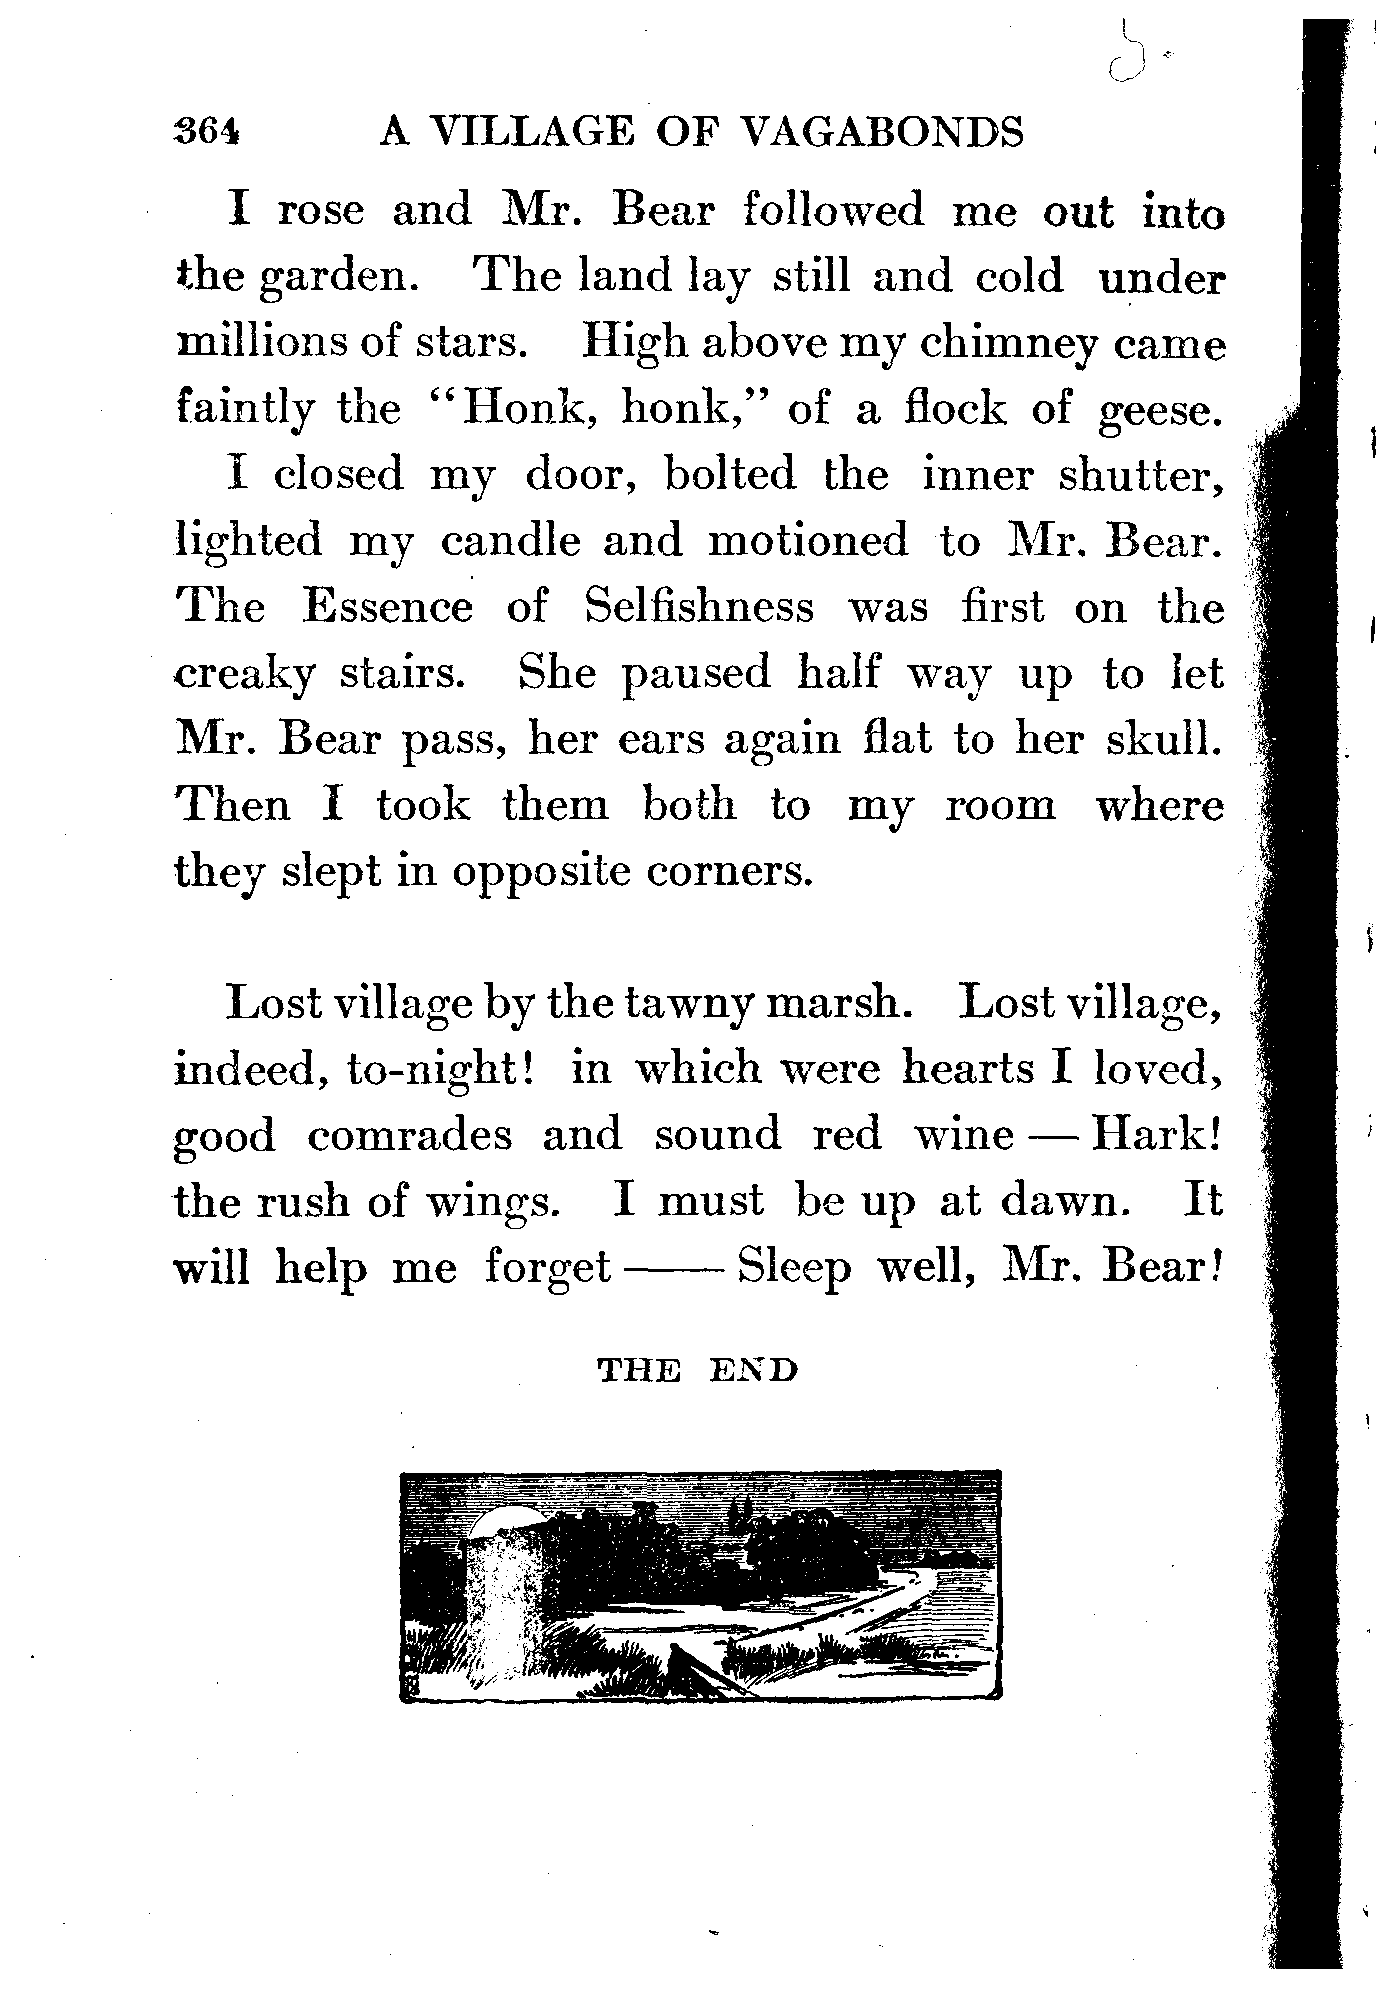 364 A VILLAGE OF VAGABONDS
I rose and Mr. Bear followed me out into
the garden. The land lay still and cold under
millions of stars. High above my chimney came
faintly the “Honk, honk,” of a flock of geese.
I closed my door, bolted the inner shutter,
lighted my candle and motioned to Mr. Bear.
The Essence of Selfishness was first on the
creaky stairs. She paused half way up to let
Mr. Bear pass, her ears again flat to her skull.
Then I took them both to my room where
they slept in opposite corners.
Lost village by the tawny marsh. Lost village,
indeed, to-night! in which were hearts I loved,
good comrades and sound red wine — Hark!
the rush of wings. I must be up at dawn. It
will help me forget —— Sleep well, Mr. Bear!
THE END